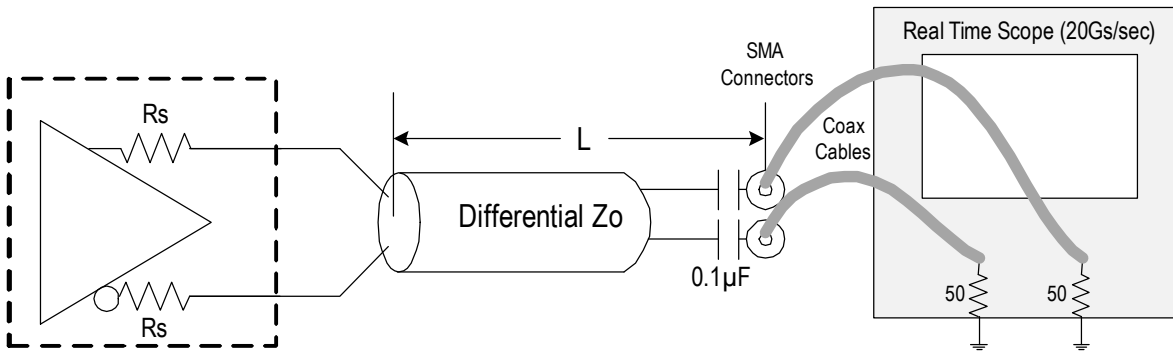 Real Time Scope (20Gs/sec)
SMA
Connectors
Rs
L
Coax
Cables
Differential Zo
0.1µF
50
50
Rs